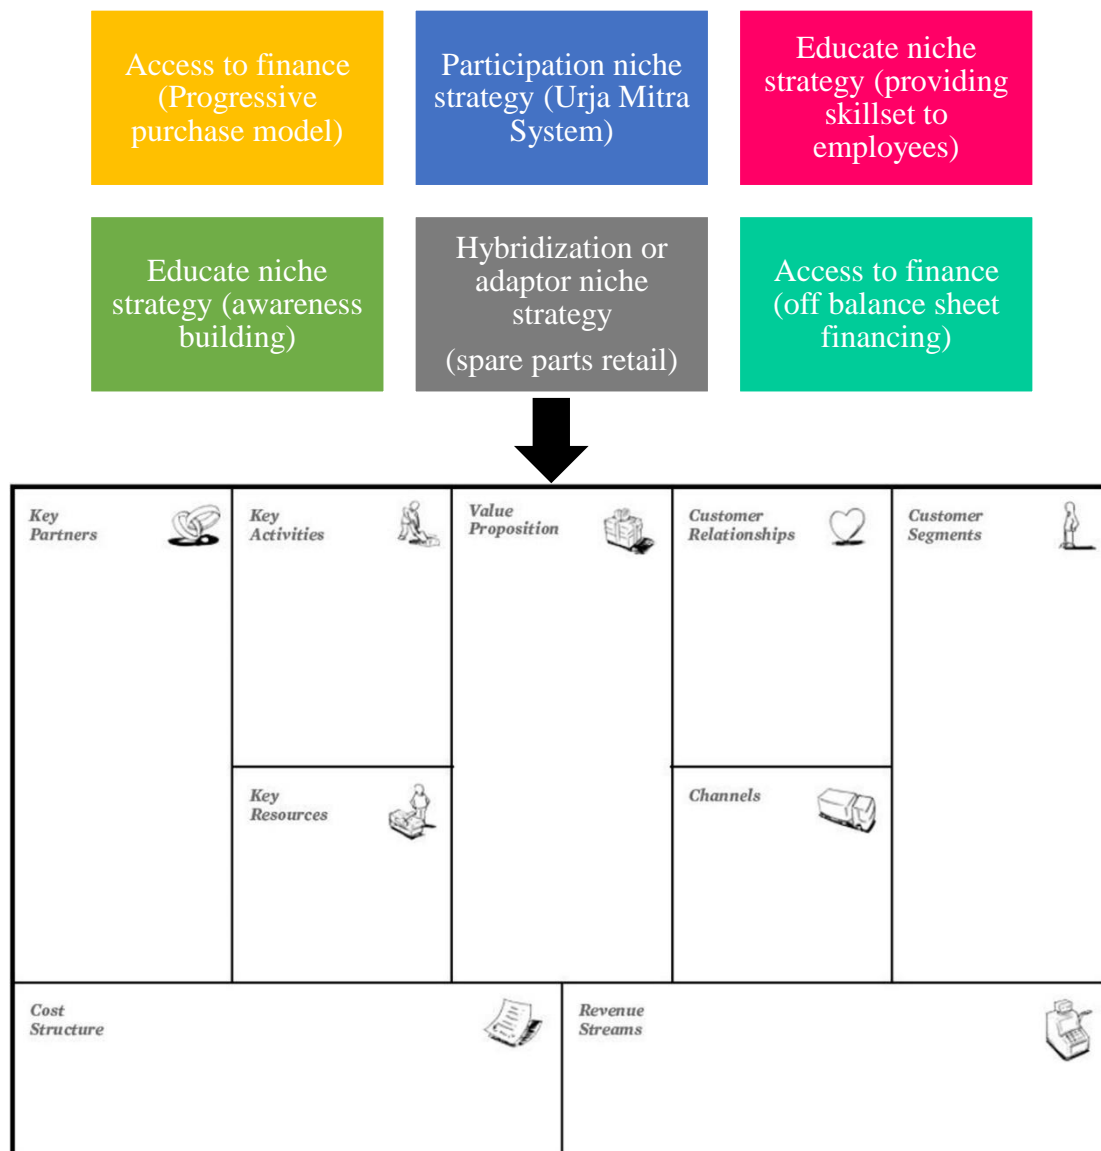 Access to finance
(Progressive
purchase model)
Participation niche
strategy (Urja Mitra
System)
Educate niche
strategy (providing
skillset to
employees)
Educate niche
strategy (awareness
building)
Hybridization or
adaptor niche
strategy
(spare parts retail)
Access to finance
(off balance sheet
financing)
Key
Partners
Key
Activities
Value
Proposition
Customer
Relationships
Customer
Segments
Key
Resources
Channels
Cost
Structure
Revenue
Streams